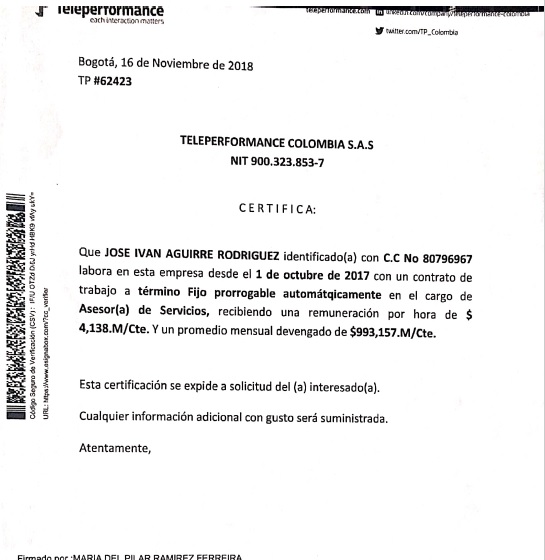 Teleperformance
each interaction matters
teleperformance.com linkedin.com/company/teleperformance-colombia
twitter.com/TP_Colombia
Bogotá, 16 de Noviembre de 2018
TP #62423
TELEPERFORMANCE COLOMBIA S.A.S
NIT 900.323.853-7
CERTIFICA:
Que JOSE IVAN AGUIRRE RODRIGUEZ identificado(a) con C.C No 80796967
labora en esta empresa desde el 1 de octubre de 2017 con un contrato de
trabajo a término Fijo prorrogable automátqicamente en el cargo de
Asesor(a) de Servicios, recibiendo una remuneración por hora de $
4,138.M/Cte. Y un promedio mensual devengado de $993,157.M/Cte.
Esta certificación se expide a solicitud del (a) interesado(a).
Cualquier información adicional con gusto será suministrada.
Atentamente,
Código Seguro de Verificación (CSV):
URL: https://www.esignabox.com/?cc_verifier
Firmado por :MARIA DEL PILAR RAMIREZ FERREIRA